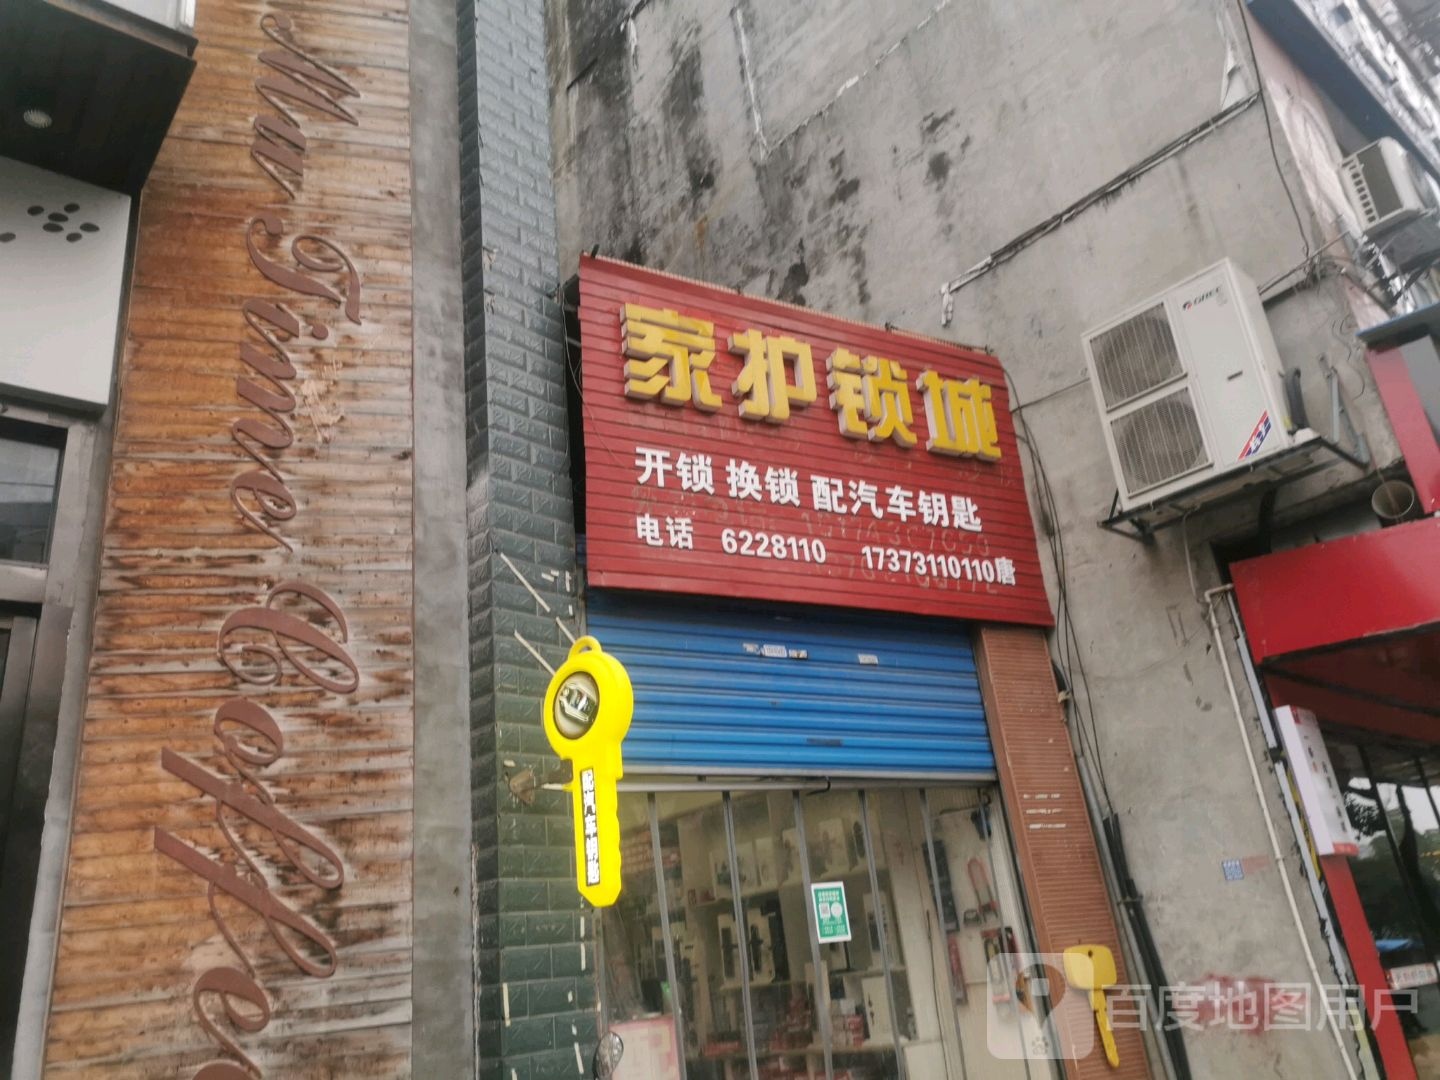 家护锁城
开锁 换锁 配汽车钥匙
电话 6228110 17373110110唐
配汽车钥匙
GREE
Mr Time Coffee
百度地图用户